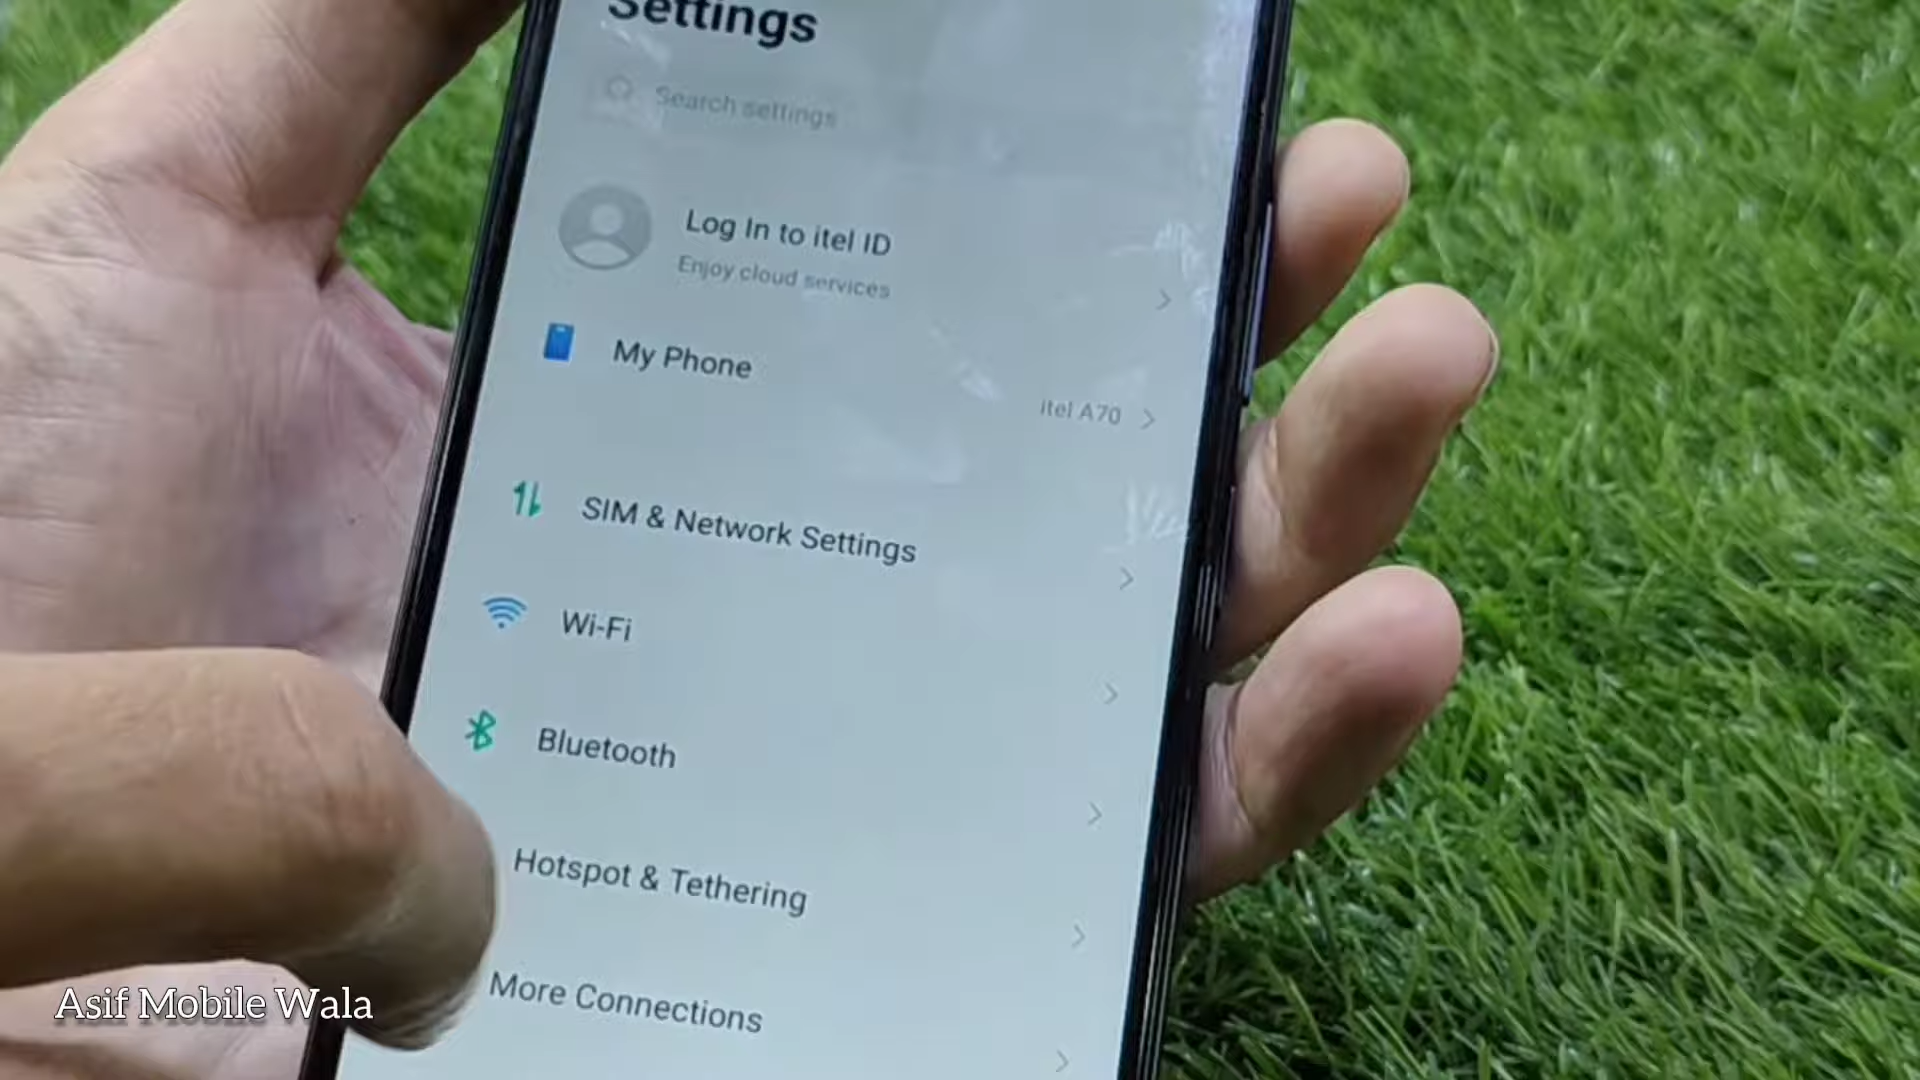 Settings
Search settings
Log In to itel ID
Enjoy cloud services
My Phone
itel A70
SIM & Network Settings
Wi-Fi
Bluetooth
Hotspot & Tethering
More Connections
Asif Mobile Wala